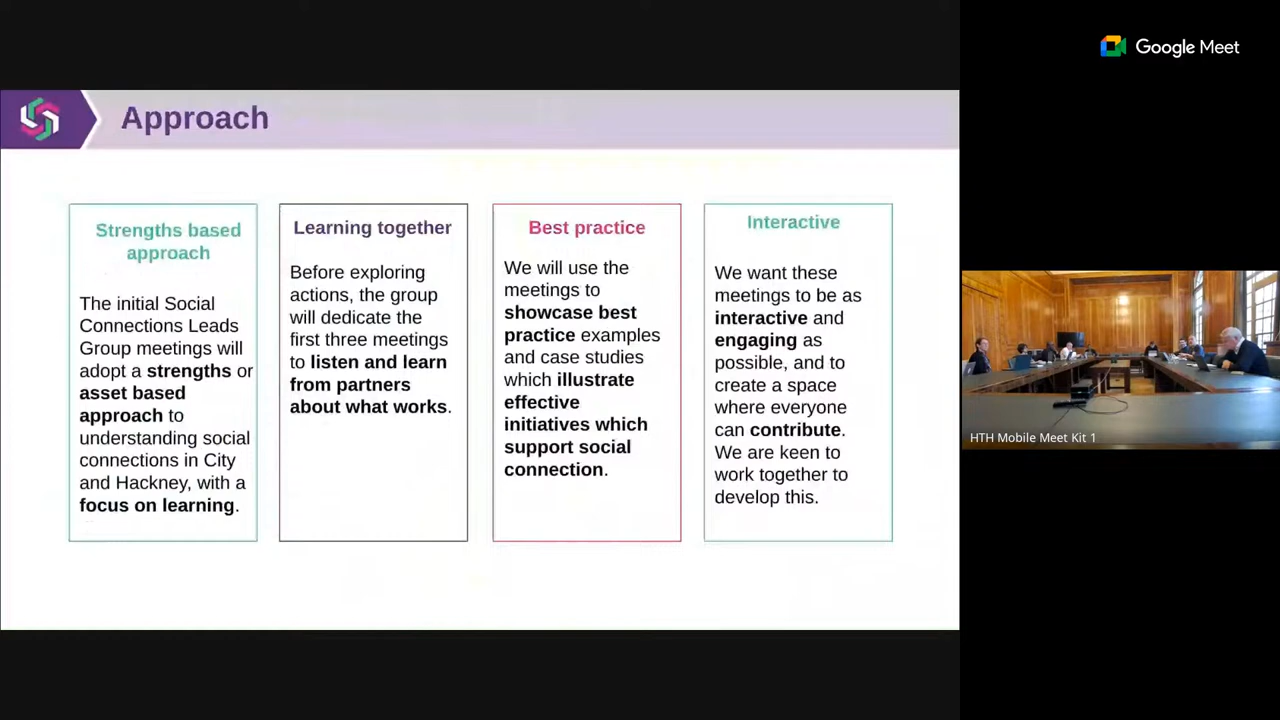 Google Meet
Approach
Strengths based
approach
The initial Social
Connections Leads
Group meetings will
adopt a strengths or
asset based
approach to
understanding social
connections in City
and Hackney, with a
focus on learning.
Learning together
Before exploring
actions, the group
will dedicate the
first three meetings
to listen and learn
from partners
about what works.
Best practice
We will use the
meetings to
showcase best
practice examples
and case studies
which illustrate
effective
initiatives which
support social
connection.
Interactive
We want these
meetings to be as
interactive and
engaging as
possible, and to
create a space
where everyone
can contribute.
We are keen to
work together to
develop this.
HTH Mobile Meet Kit 1